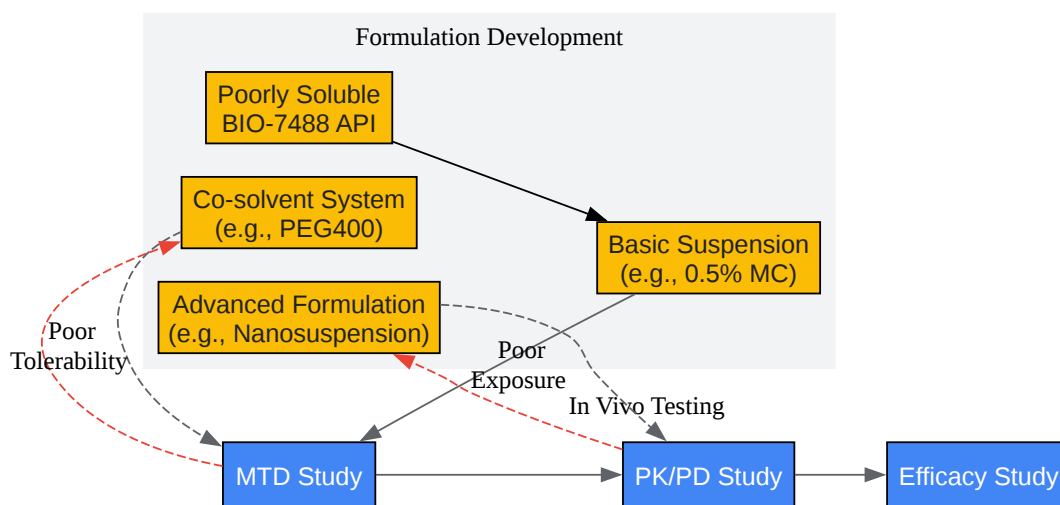 Formulation Development
Poorly Soluble
BIO-7488 API
Co-solvent System
(e.g., PEG400)
Basic Suspension
(e.g., 0.5% MC)
Advanced Formulation
(e.g., Nanosuspension)
Poor
Tolerability
Poor
Exposure
In Vivo Testing
MTD Study
PK/PD Study
Efficacy Study